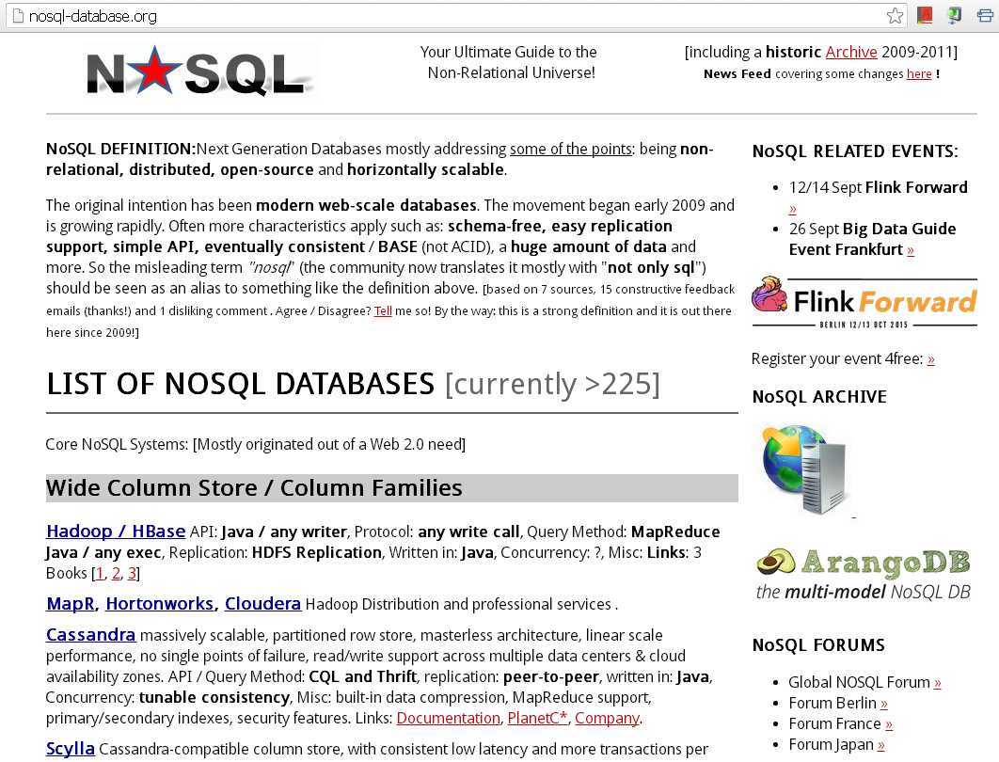 nosql-database.org
N★SQL
Your Ultimate Guide to the
Non-Relational Universe!
[including a historic Archive 2009-2011]
News Feed covering some changes here !
NoSQL DEFINITION:Next Generation Databases mostly addressing some of the points: being non-
relational, distributed, open-source and horizontally scalable.
The original intention has been modern web-scale databases. The movement began early 2009 and
is growing rapidly. Often more characteristics apply such as: schema-free, easy replication
support, simple API, eventually consistent / BASE (not ACID), a huge amount of data and
more. So the misleading term "nosql" (the community now translates it mostly with "not only sql")
should be seen as an alias to something like the definition above. [based on 7 sources, 15 constructive feedback
emails (thanks!) and 1 disliking comment . Agree / Disagree? Tell me so! By the way: this is a strong definition and it is out there
here since 2009!]
LIST OF NOSQL DATABASES [currently >225]
Core NoSQL Systems: [Mostly originated out of a Web 2.0 need]
Wide Column Store / Column Families
Hadoop / HBase API: Java / any writer, Protocol: any write call, Query Method: MapReduce
Java / any exec, Replication: HDFS Replication, Written in: Java, Concurrency: ?, Misc: Links: 3
Books [1, 2, 3]
MapR, Hortonworks, Cloudera Hadoop Distribution and professional services .
Cassandra massively scalable, partitioned row store, masterless architecture, linear scale
performance, no single points of failure, read/write support across multiple data centers & cloud
availability zones. API / Query Method: CQL and Thrift, replication: peer-to-peer, written in: Java,
Concurrency: tunable consistency, Misc: built-in data compression, MapReduce support,
primary/secondary indexes, security features. Links: Documentation, PlanetC*, Company.
Scylla Cassandra-compatible column store, with consistent low latency and more transactions per
NoSQL RELATED EVENTS:
• 12/14 Sept Flink Forward
»
• 26 Sept Big Data Guide
Event Frankfurt »
Flink Forward
BERLIN 12/13 OCT 2015
Register your event 4free: »
NoSQL ARCHIVE
ArangoDB
the multi-model NoSQL DB
NoSQL FORUMS
• Global NOSQL Forum »
• Forum Berlin »
• Forum France »
• Forum Japan »